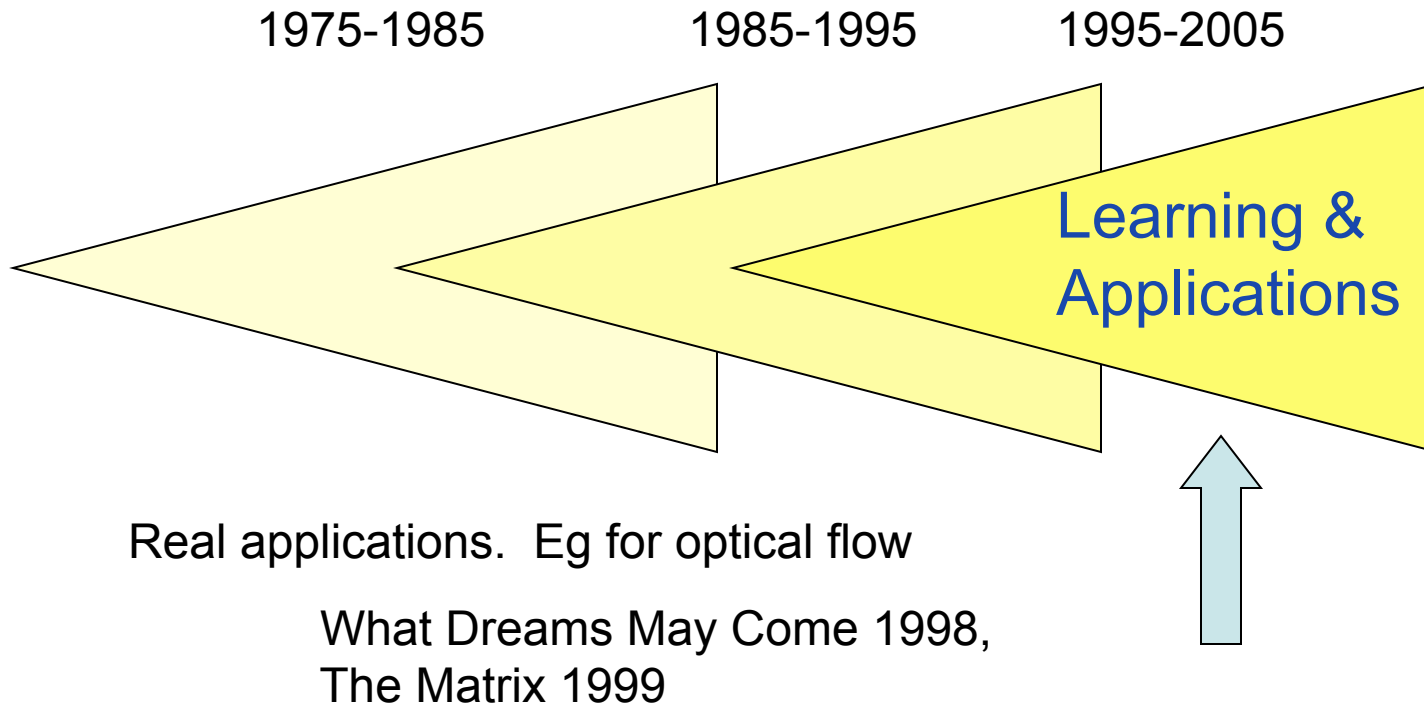 1975-1985 1985-1995 1995-2005
Learning &
Applications
Real applications. Eg for optical flow
What Dreams May Come 1998,
The Matrix 1999